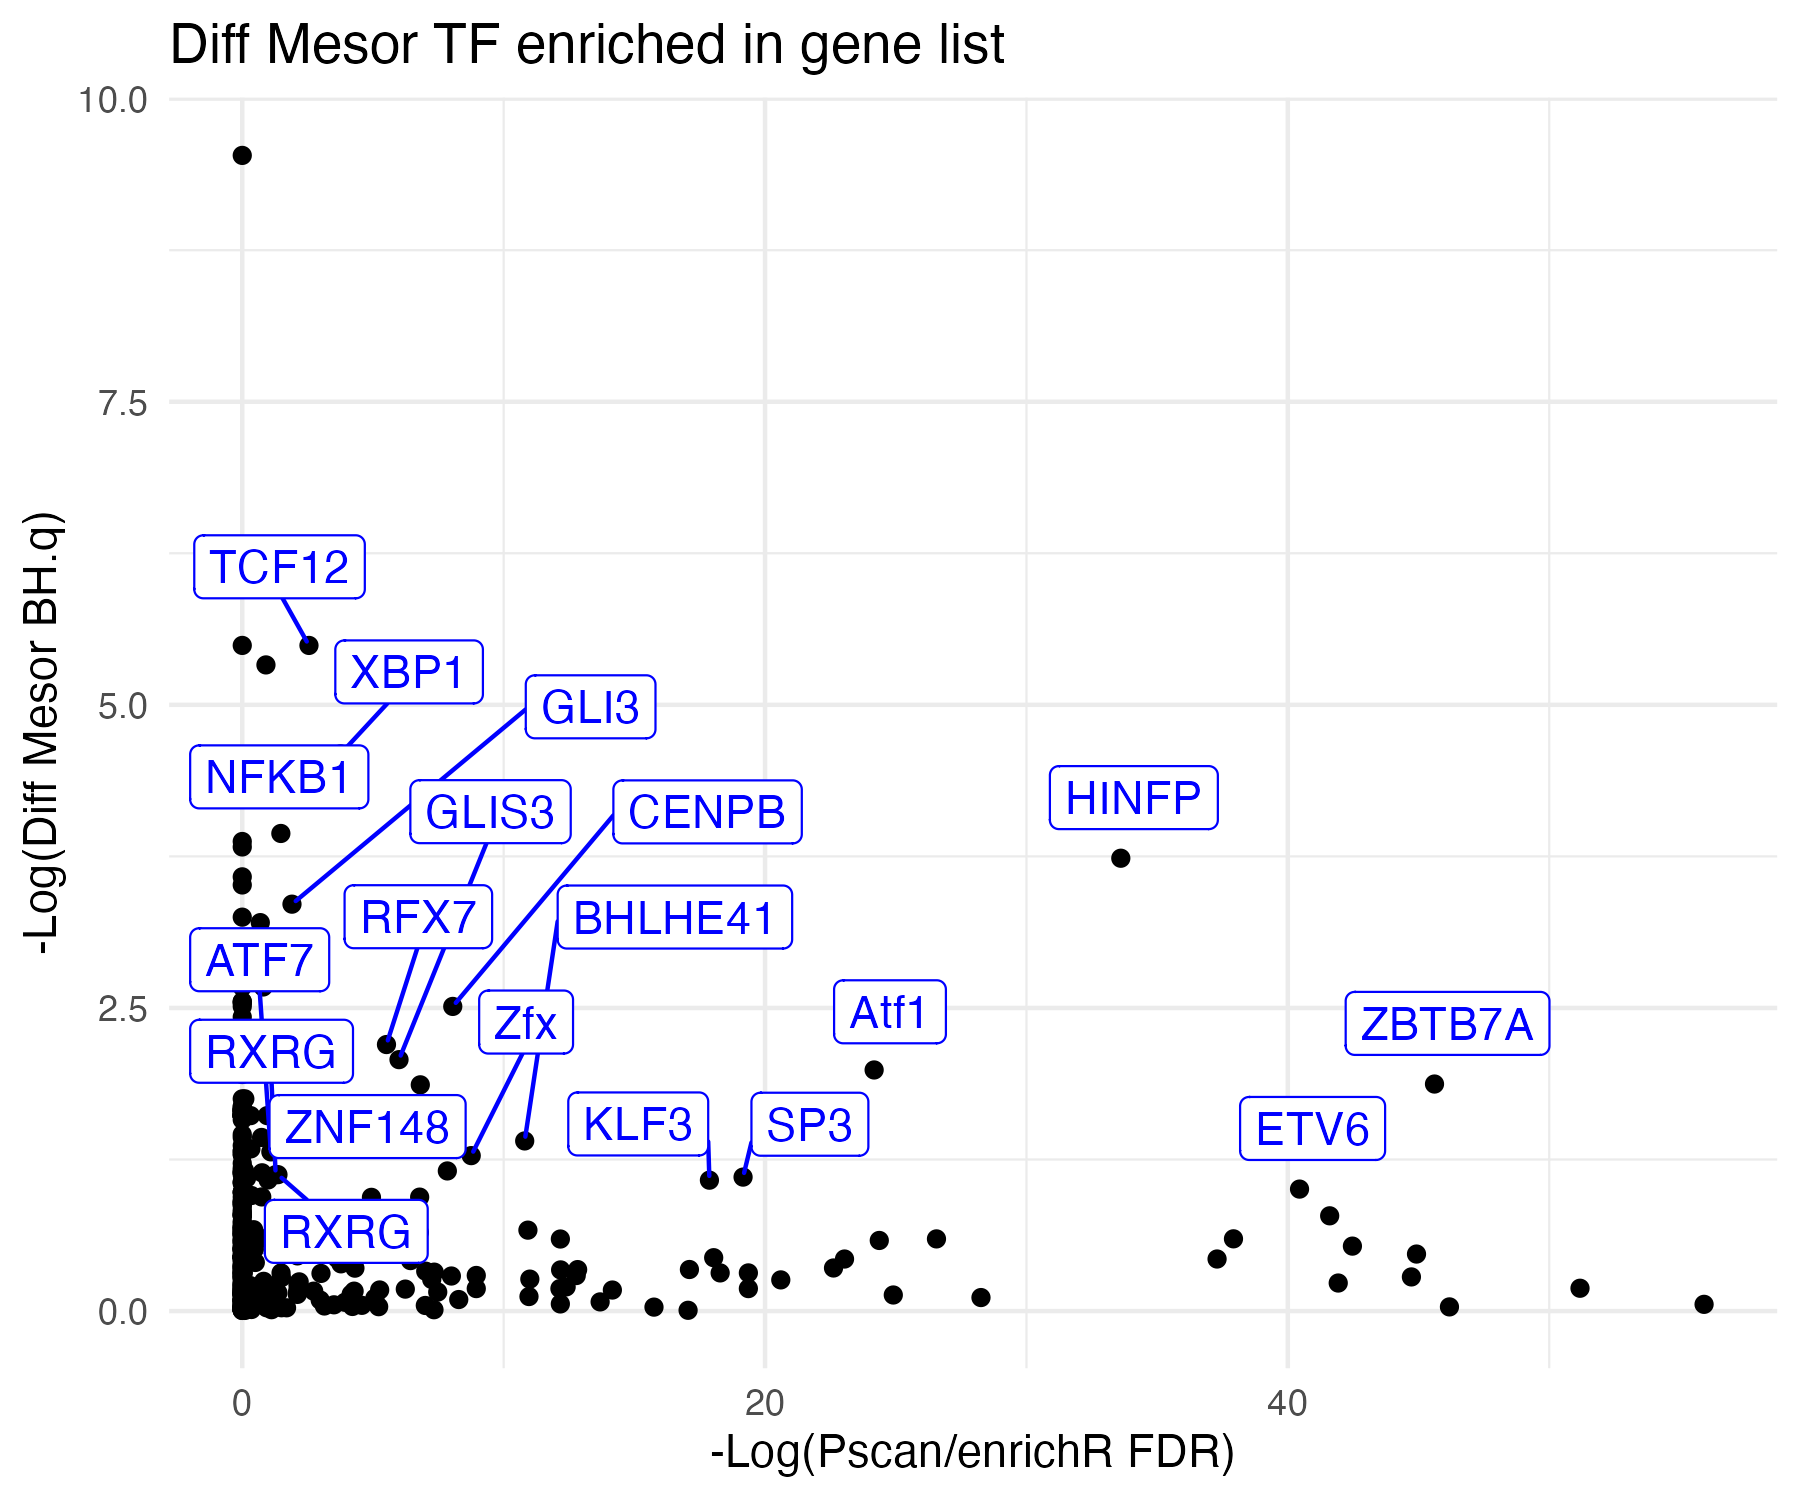 Diff Mesor TF enriched in gene list
10.0
7.5
5.0
2.5
0.0
-Log(Diff Mesor BH.q)
TCF12
XBP1
GLI3
NFKB1
GLIS3
CENPB
HINFP
RFX7
BHLHE41
ATF7
Zfx
Atf1
ZBTB7A
RXRG
ZNF148
KLF3
SP3
ETV6
RXRG
0
20
40
-Log(Pscan/enrichR FDR)